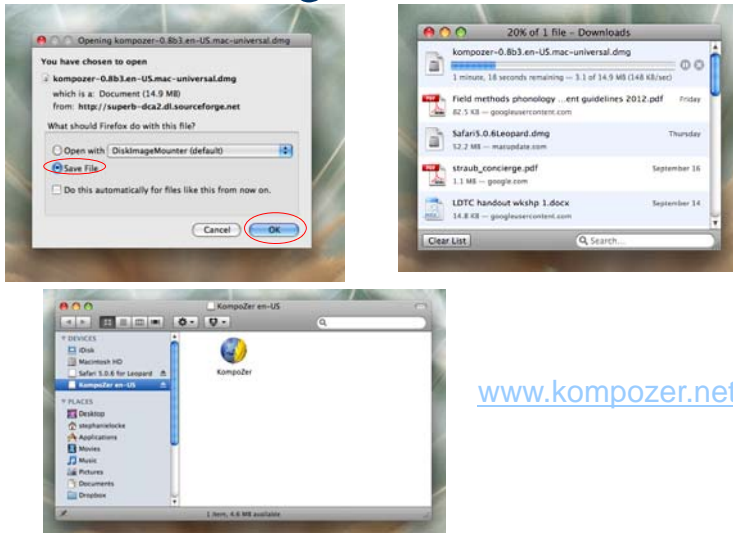 Opening kompozer-0.8b3.en-US.mac-universal.dmg
You have chosen to open
kompozer-0.8b3.en-US.mac-universal.dmg
which is a: Document (14.9 MB)
from: http://superb-dca2.dl.sourceforge.net
What should Firefox do with this file?
Open with DiskImageMounter (default)
Save File
Do this automatically for files like this from now on.
Cancel OK
20% of 1 file – Downloads
kompozer-0.8b3.en-US.mac-universal.dmg
1 minute, 18 seconds remaining — 3.1 of 14.9 MB (148 KB/sec)
Field methods phonology ...ent guidelines 2012.pdf Friday
82.5 KB — googleusercontent.com
Safari5.0.6Leopard.dmg Thursday
52.2 MB — marupdate.com
straub_concierge.pdf September 16
1.1 MB — google.com
LDTC handout wkshp 1.docx September 14
14.8 KB — googleusercontent.com
Clear List Search...
KompoZer en-US
DEVICES
iDisk
Macintosh HD
Safari 5.0.6 for Leopard
KompoZer en-US
PLACES
Desktop
stephanielocke
Applications
Movies
Music
Pictures
Documents
Dropbox
KompoZer
1 item, 4.6 MB available
www.kompozer.net